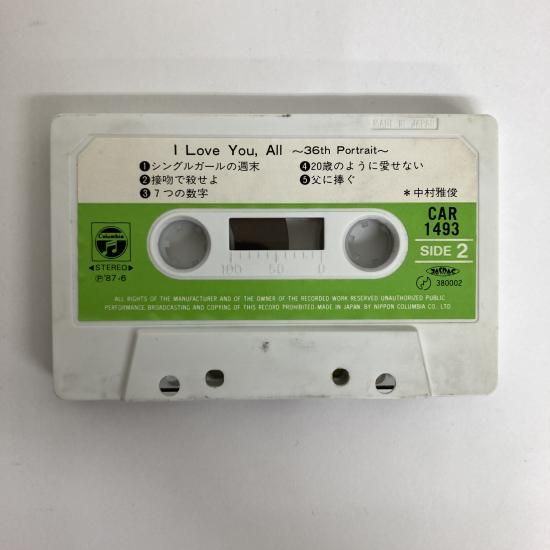 MADE IN JAPAN
I Love You, All ～36th Portrait～
❶シングルガールの週末
❷接吻で殺せよ
❸７つの数字
❹20歳のように愛せない
❺父に捧ぐ
＊中村雅俊
Columbia
◀STEREO▶
Ⓟ'87・6
CAR
1493
SIDE 2
380002
100 50 0
ALL RIGHTS OF THE MANUFACTURER AND OF THE OWNER OF THE RECORDED WORK RESERVED UNAUTHORIZED PUBLIC
PERFORMANCE BROADCASTING AND COPYING OF THIS RECORD PROHIBITED・MADE IN JAPAN BY NIPPON COLUMBIA CO. LTD